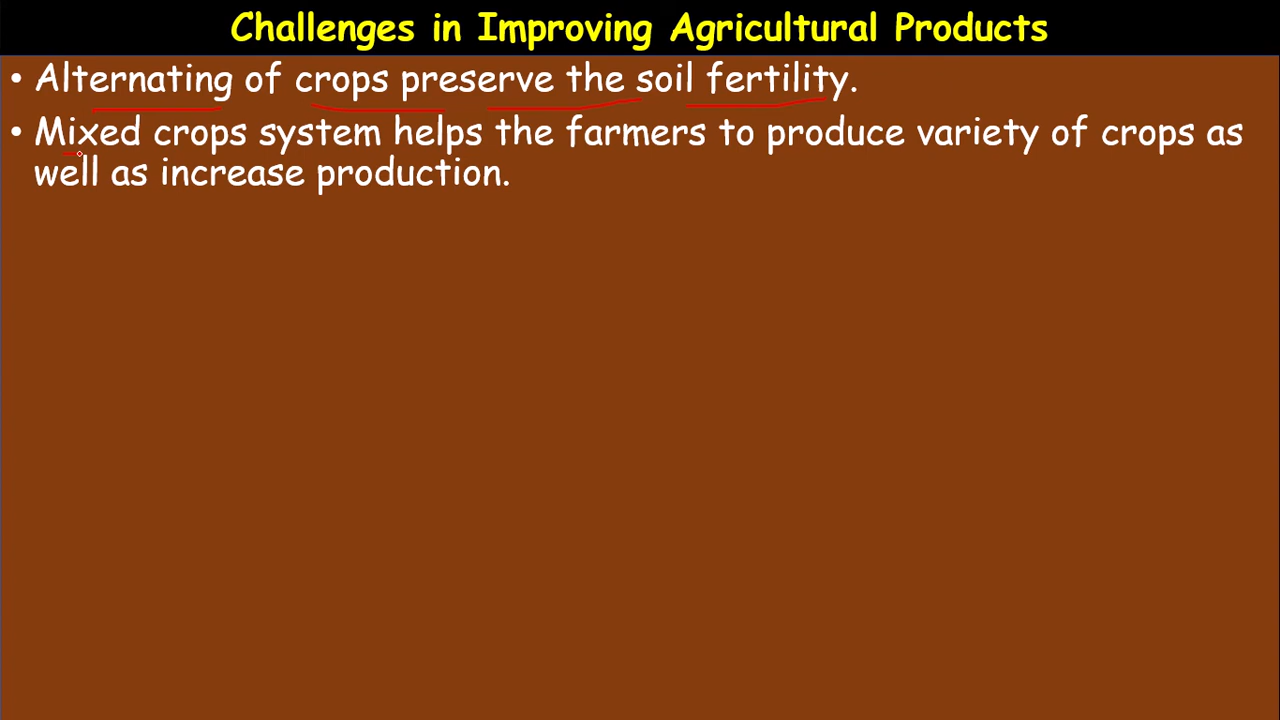 Challenges in Improving Agricultural Products
• Alternating of crops preserve the soil fertility.
• Mixed crops system helps the farmers to produce variety of crops as
well as increase production.